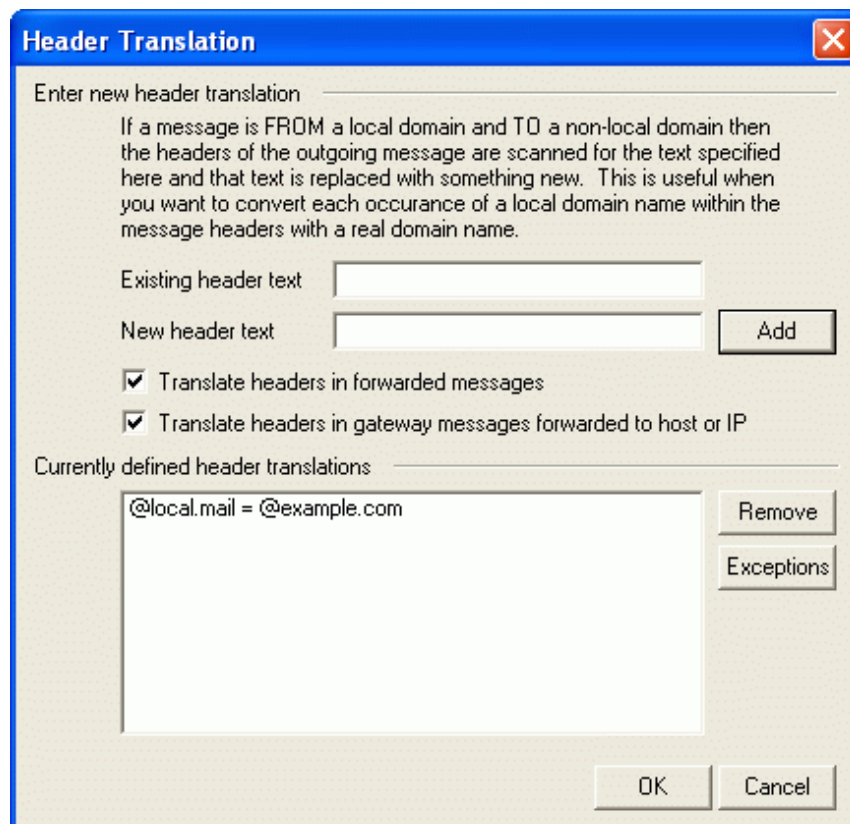 Header Translation
Enter new header translation
If a message is FROM a local domain and TO a non-local domain then
the headers of the outgoing message are scanned for the text specified
here and that text is replaced with something new.  This is useful when
you want to convert each occurance of a local domain name within the
message headers with a real domain name.
Existing header text
New header text
Add
Translate headers in forwarded messages
Translate headers in gateway messages forwarded to host or IP
Currently defined header translations
@local.mail = @example.com
Remove
Exceptions
OK
Cancel